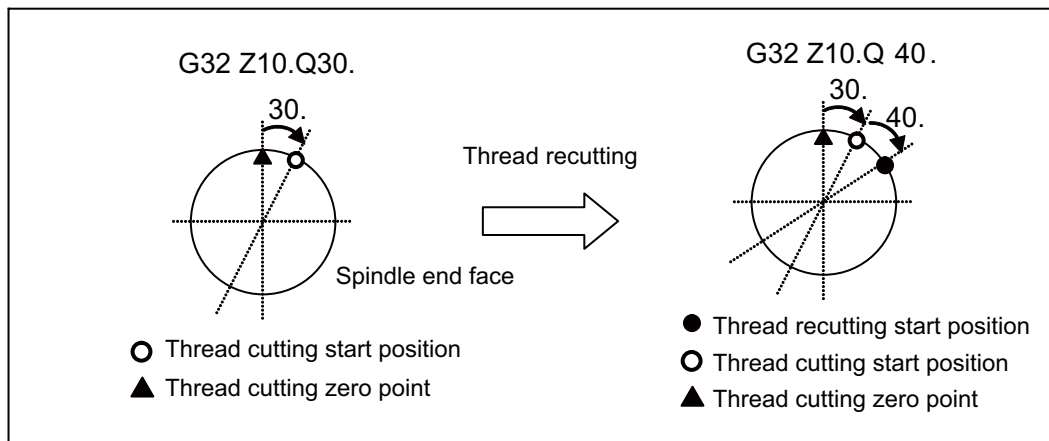 G32 Z10.Q30.
30.
Spindle end face
○ Thread cutting start position
▲ Thread cutting zero point
Thread recutting
G32 Z10.Q 40.
30.
40.
● Thread recutting start position
○ Thread cutting start position
▲ Thread cutting zero point